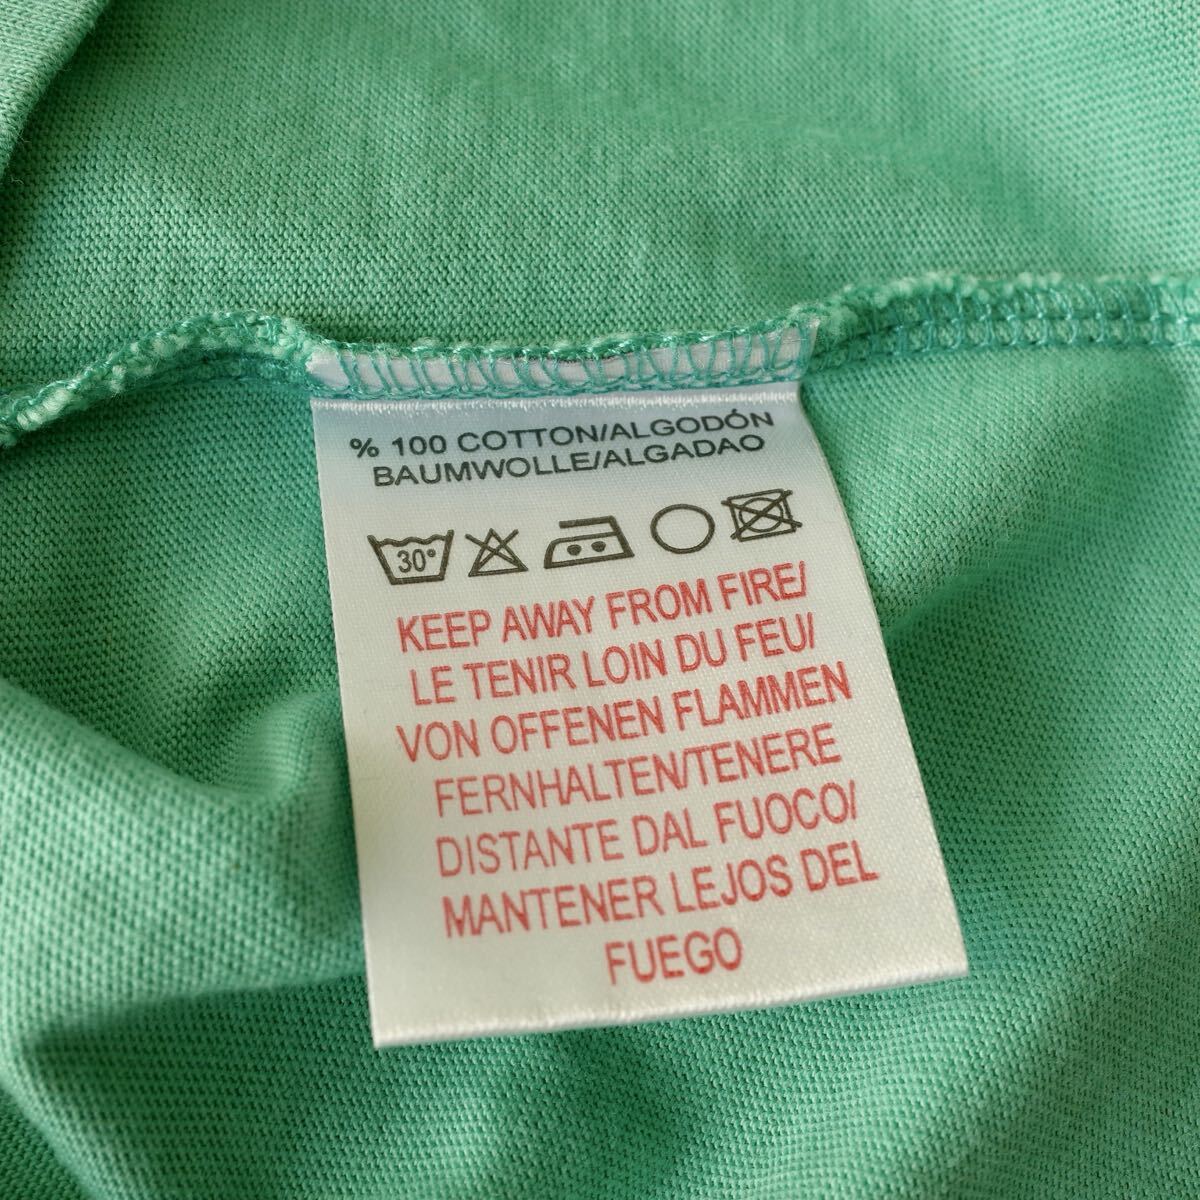 % 100 COTTON/ALGODÓN
BAUMWOLLE/ALGADAO
30°
KEEP AWAY FROM FIRE/
LE TENIR LOIN DU FEU/
VON OFFENEN FLAMMEN
FERNHALTEN/TENERE
DISTANTE DAL FUOCO/
MANTENER LEJOS DEL
FUEGO